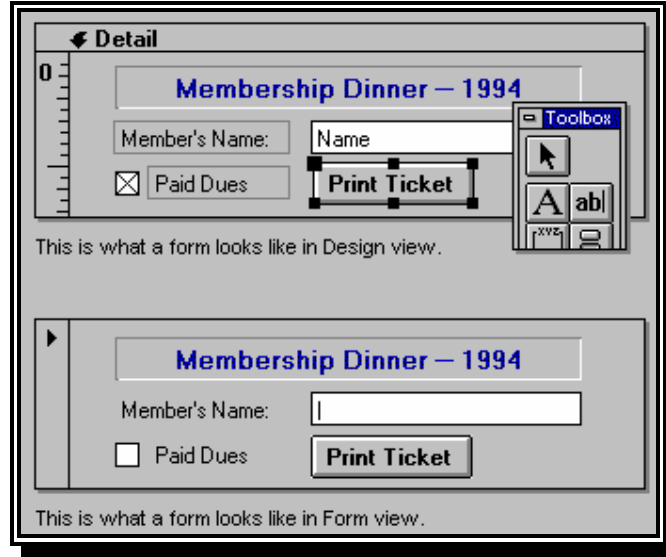 Detail
0
Membership Dinner – 1994
Toolbox
Member's Name: Name
Paid Dues Print Ticket
A ab|
XYZ
This is what a form looks like in Design view.
Membership Dinner – 1994
Member's Name:
Paid Dues Print Ticket
This is what a form looks like in Form view.